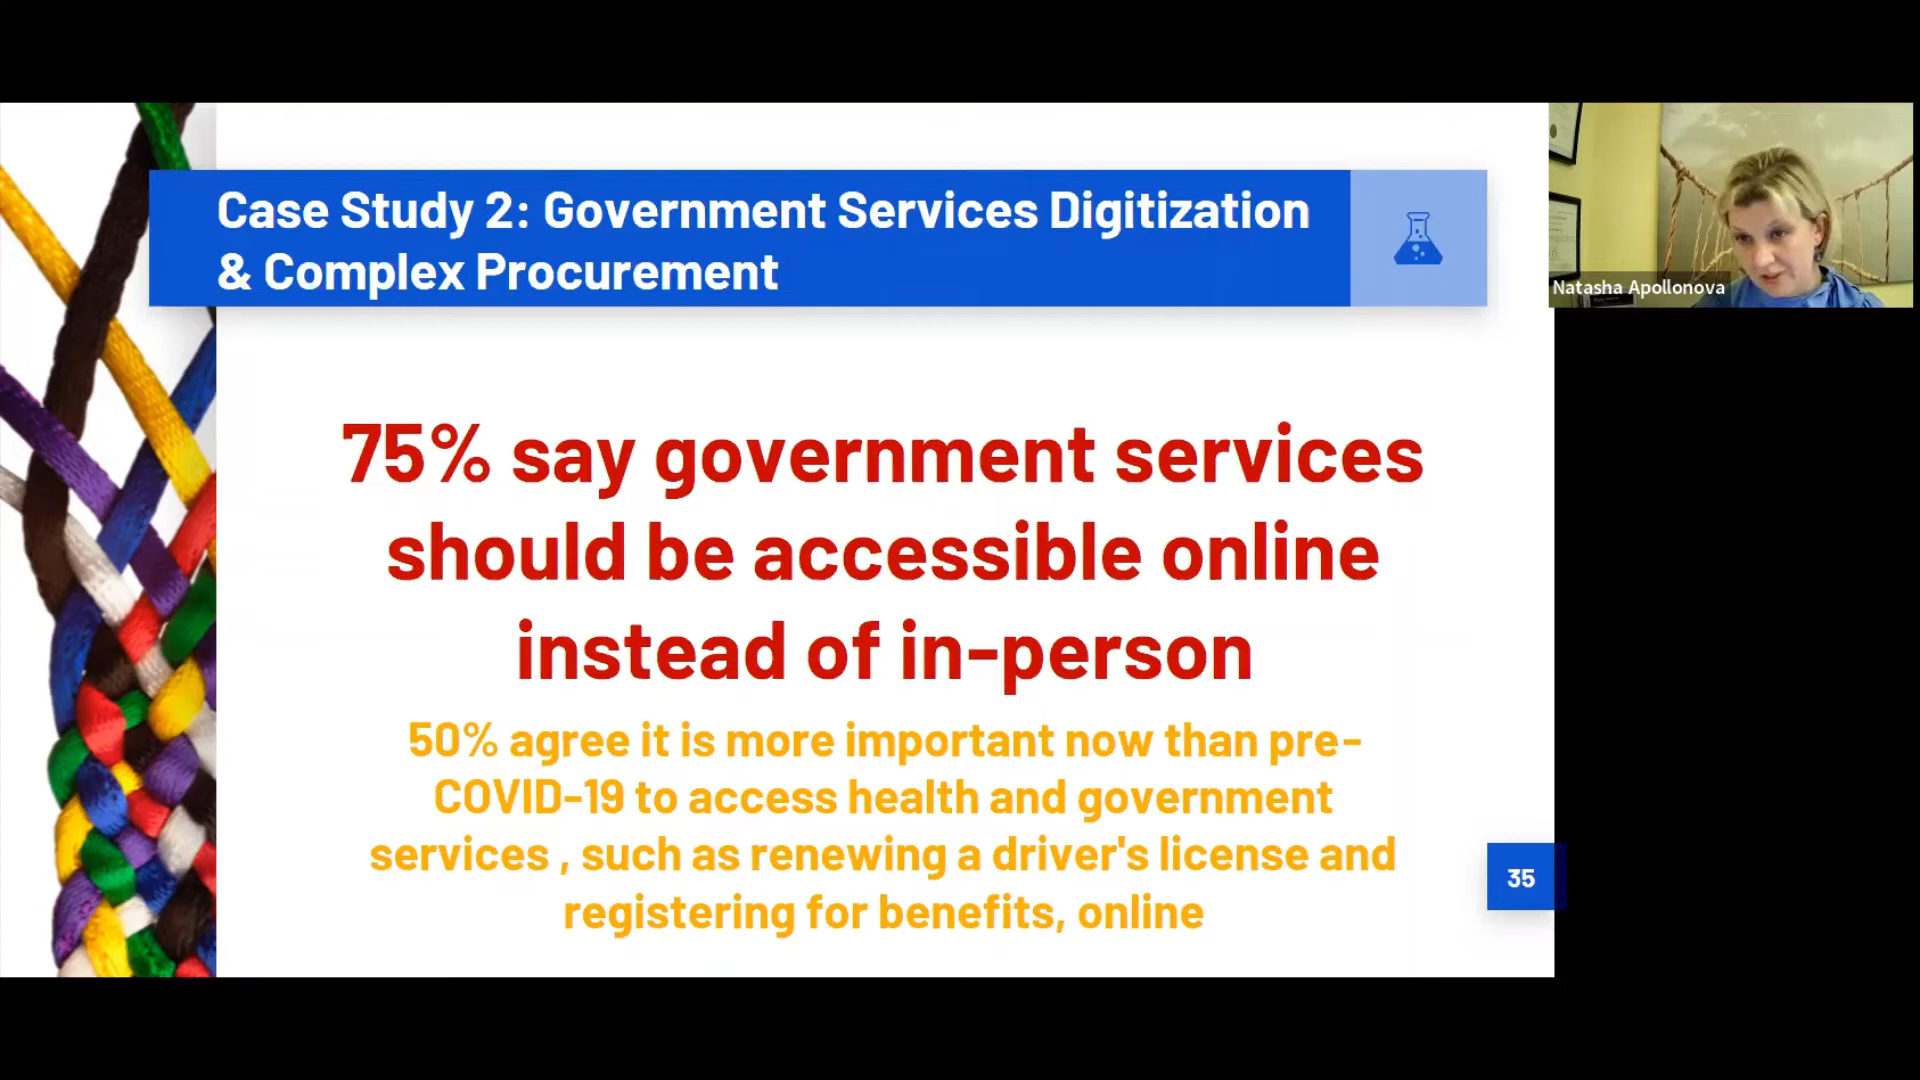 Case Study 2: Government Services Digitization
& Complex Procurement
Natasha Apollonova
75% say government services
should be accessible online
instead of in-person
50% agree it is more important now than pre-
COVID-19 to access health and government
services , such as renewing a driver's license and
registering for benefits, online
35